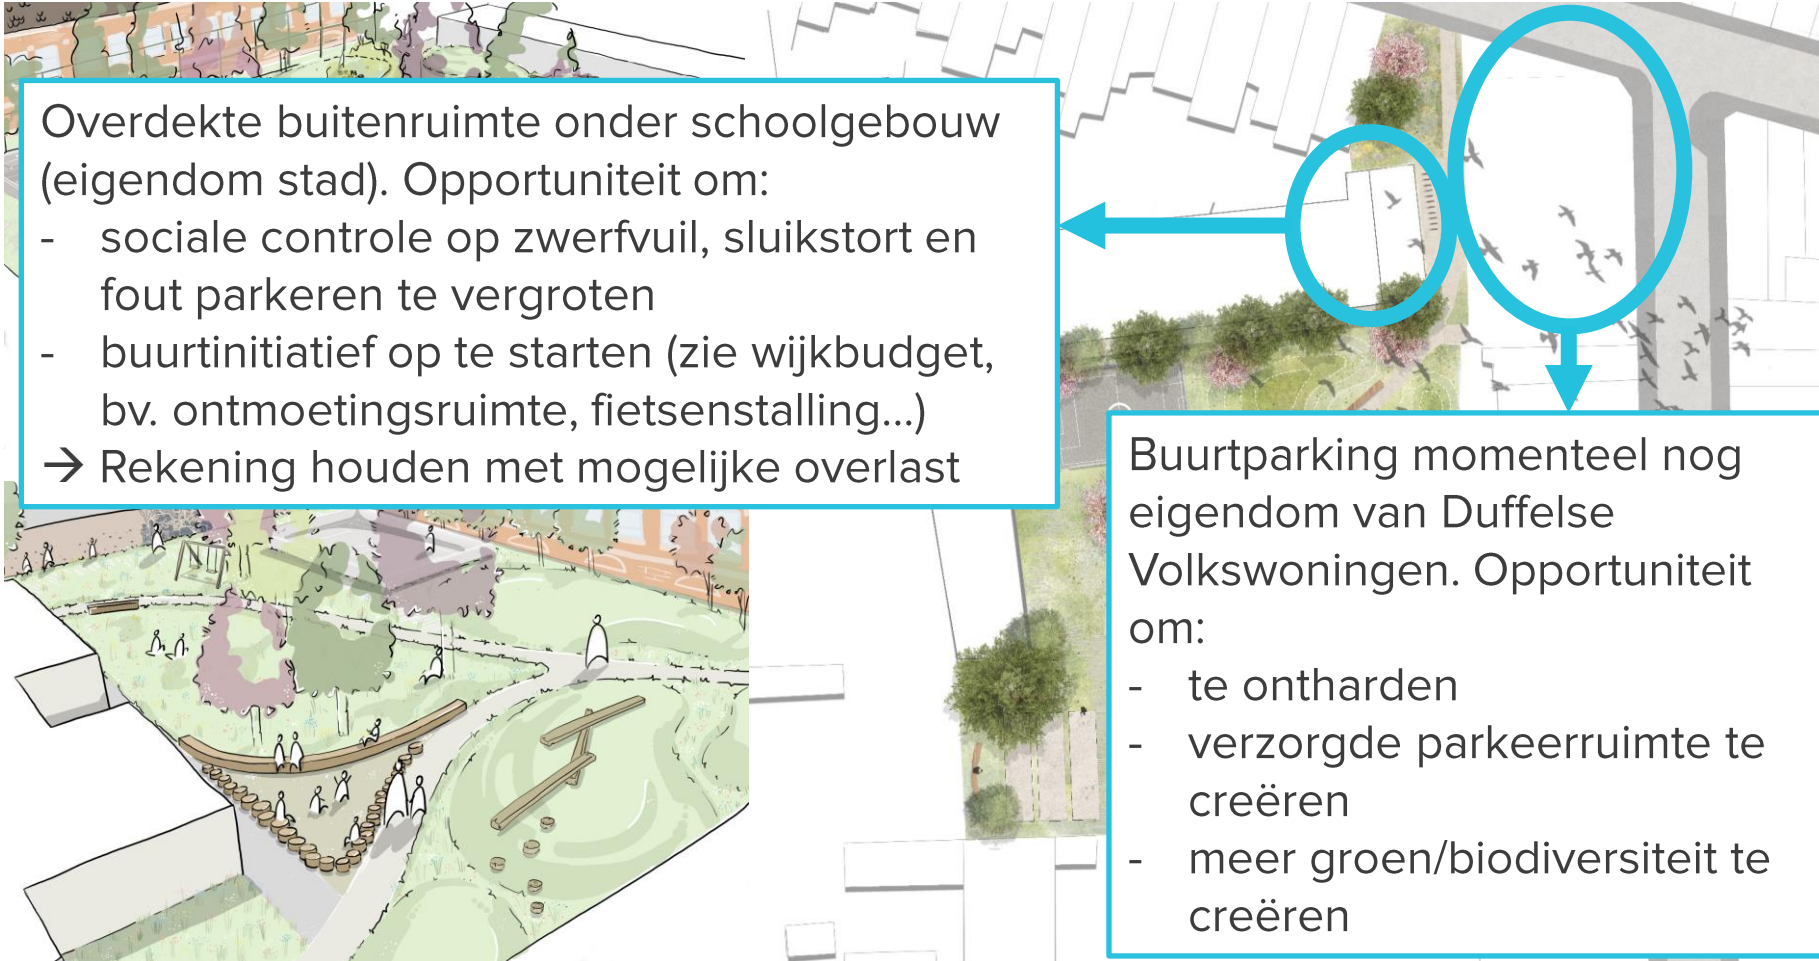 Overdekte buitenruimte onder schoolgebouw
(eigendom stad). Opportuniteit om:
- sociale controle op zwerfvuil, sluikstort en
fout parkeren te vergroten
- buurtinitiatief op te starten (zie wijkbudget,
bv. ontmoetingsruimte, fietsenstalling...)
→ Rekening houden met mogelijke overlast
Buurtparking momenteel nog
eigendom van Duffelse
Volkswoningen. Opportuniteit
om:
- te ontharden
- verzorgde parkeerruimte te
creëren
- meer groen/biodiversiteit te
creëren